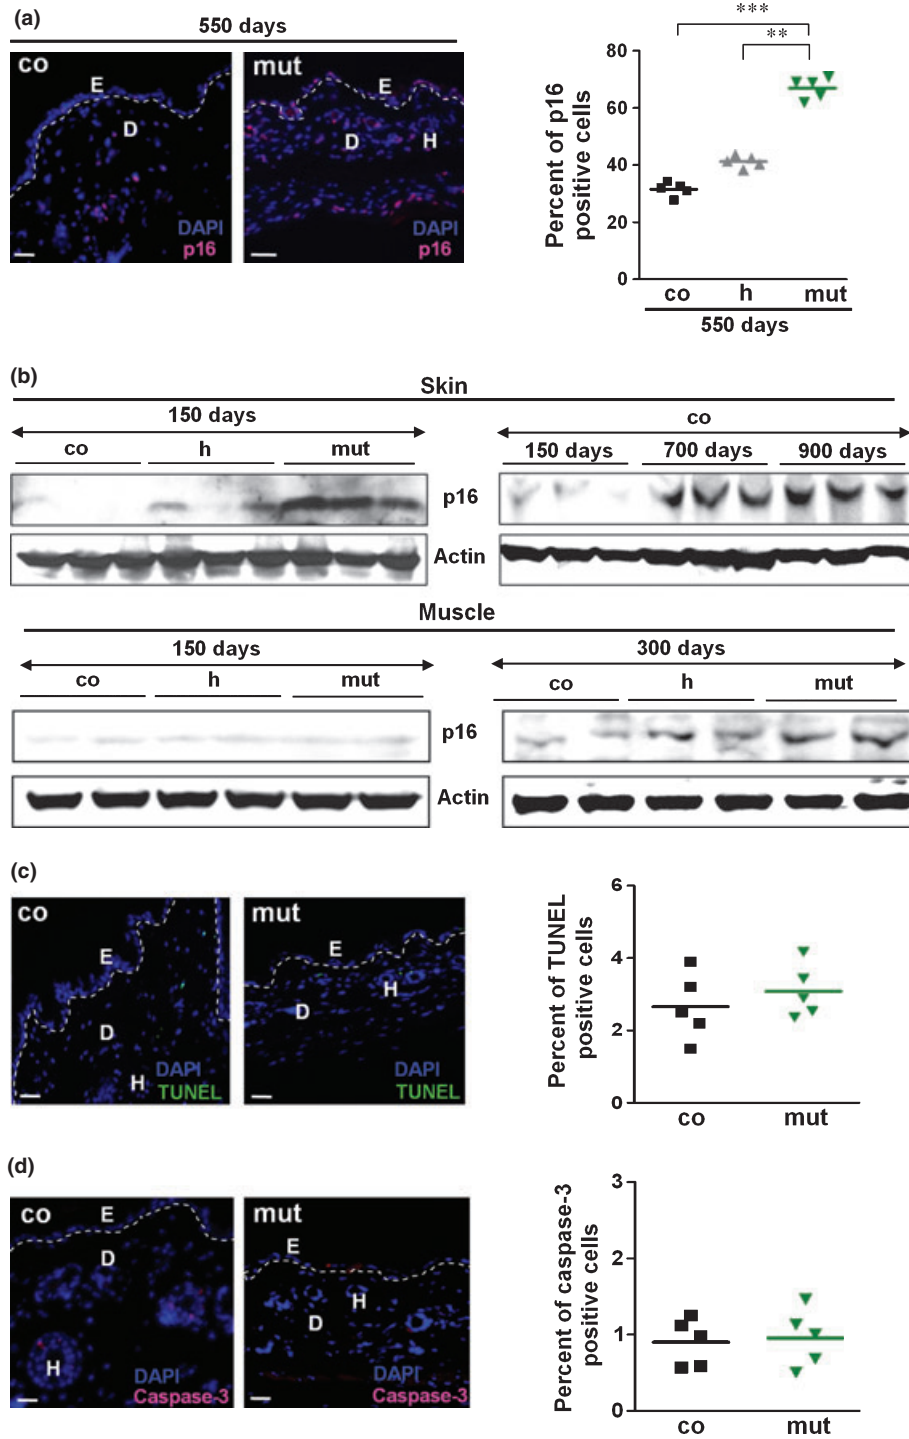 (a)
550 days
co
E
D
DAPI
p16
mut
E
D
H
DAPI
p16
***
**
Percent of p16
positive cells
80
60
40
20
0
co h mut
550 days
(b)
Skin
150 days
co h mut
co
150 days 700 days 900 days
p16
Actin
Muscle
150 days
co h mut
300 days
co h mut
p16
Actin
(c)
co
E
D
H
DAPI
TUNEL
mut
E
D
H
DAPI
TUNEL
Percent of TUNEL
positive cells
6
4
2
0
co mut
(d)
co
E
D
H
DAPI
Caspase-3
mut
E
H
D
DAPI
Caspase-3
Percent of caspase-3
positive cells
3
2
1
0
co mut